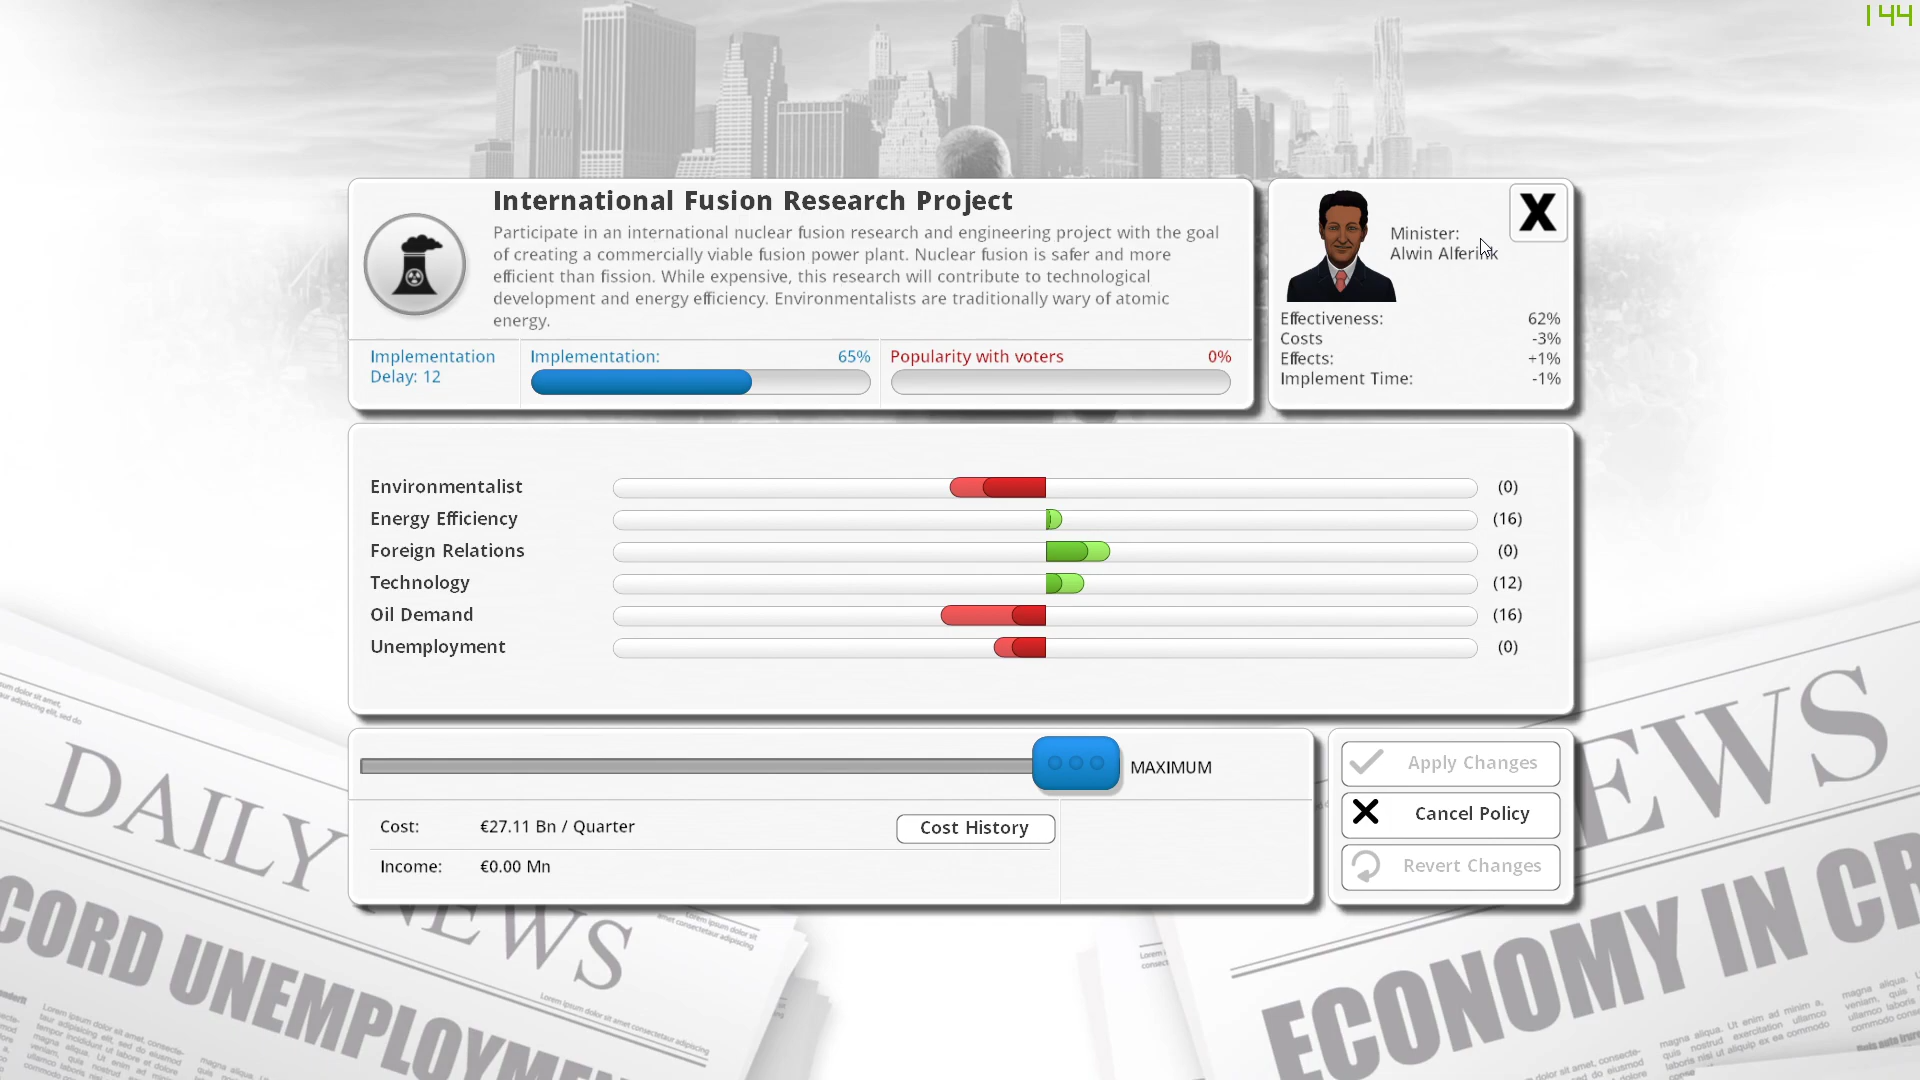 144
International Fusion Research Project
Participate in an international nuclear fusion research and engineering project with the goal
of creating a commercially viable fusion power plant. Nuclear fusion is safer and more
efficient than fission. While expensive, this research will contribute to technological
development and energy efficiency. Environmentalists are traditionally wary of atomic
energy.
Implementation
Delay: 12
Implementation:
65%
Popularity with voters
0%
X
Minister:
Alwin Alferink
Effectiveness: 62%
Costs -3%
Effects: +1%
Implement Time: -1%
Environmentalist (0)
Energy Efficiency (16)
Foreign Relations (0)
Technology (12)
Oil Demand (16)
Unemployment (0)
MAXIMUM
Cost: €27.11 Bn / Quarter
Cost History
Income: €0.00 Mn
Apply Changes
Cancel Policy
Revert Changes
DAILY NEWS
CORD UNEMPLOYME
EWS
ECONOMY IN CR